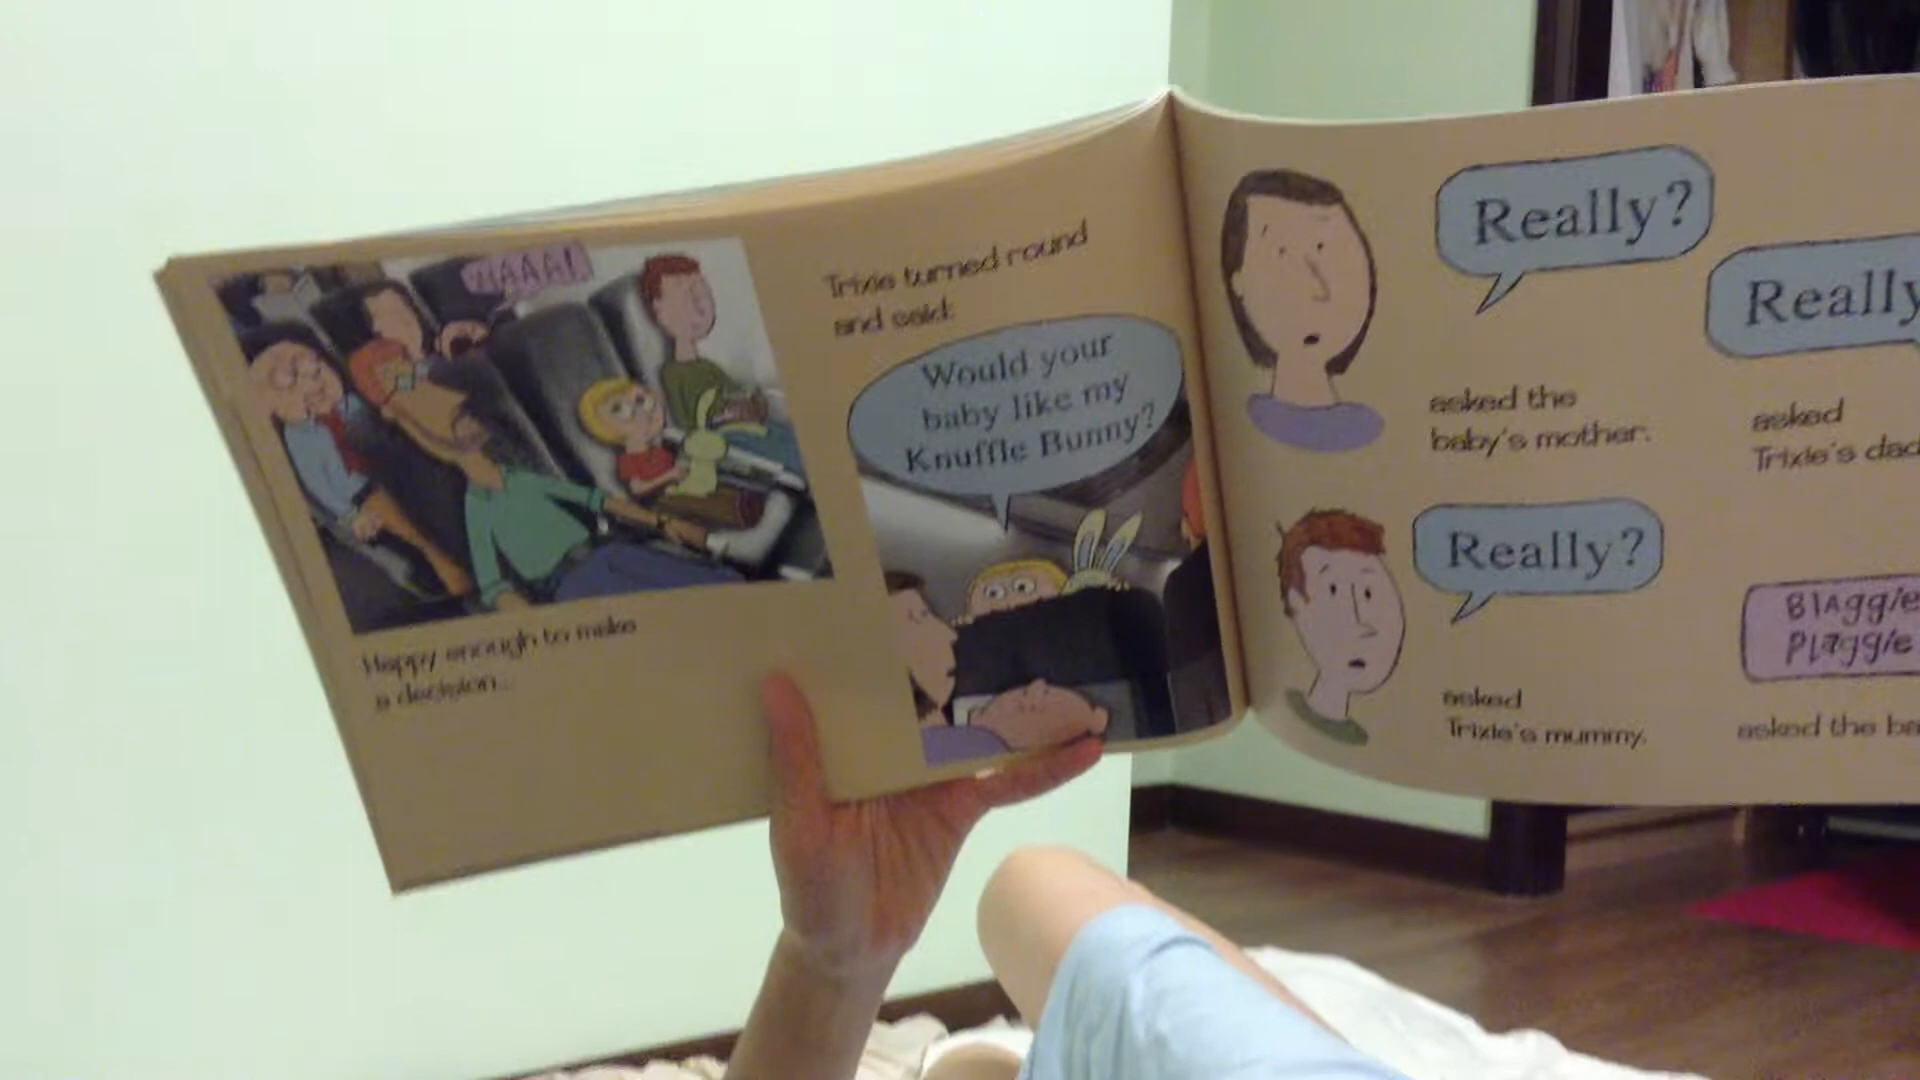 WAAA!
Happy enough to make
a decision...
Trixie turned round
and said:
Would your
baby like my
Knuffle Bunny?
Really?
asked the
baby's mother.
Really
asked
Trixie's dad
Really?
asked
Trixie's mummy.
BlAggie
PlAggie
asked the ba